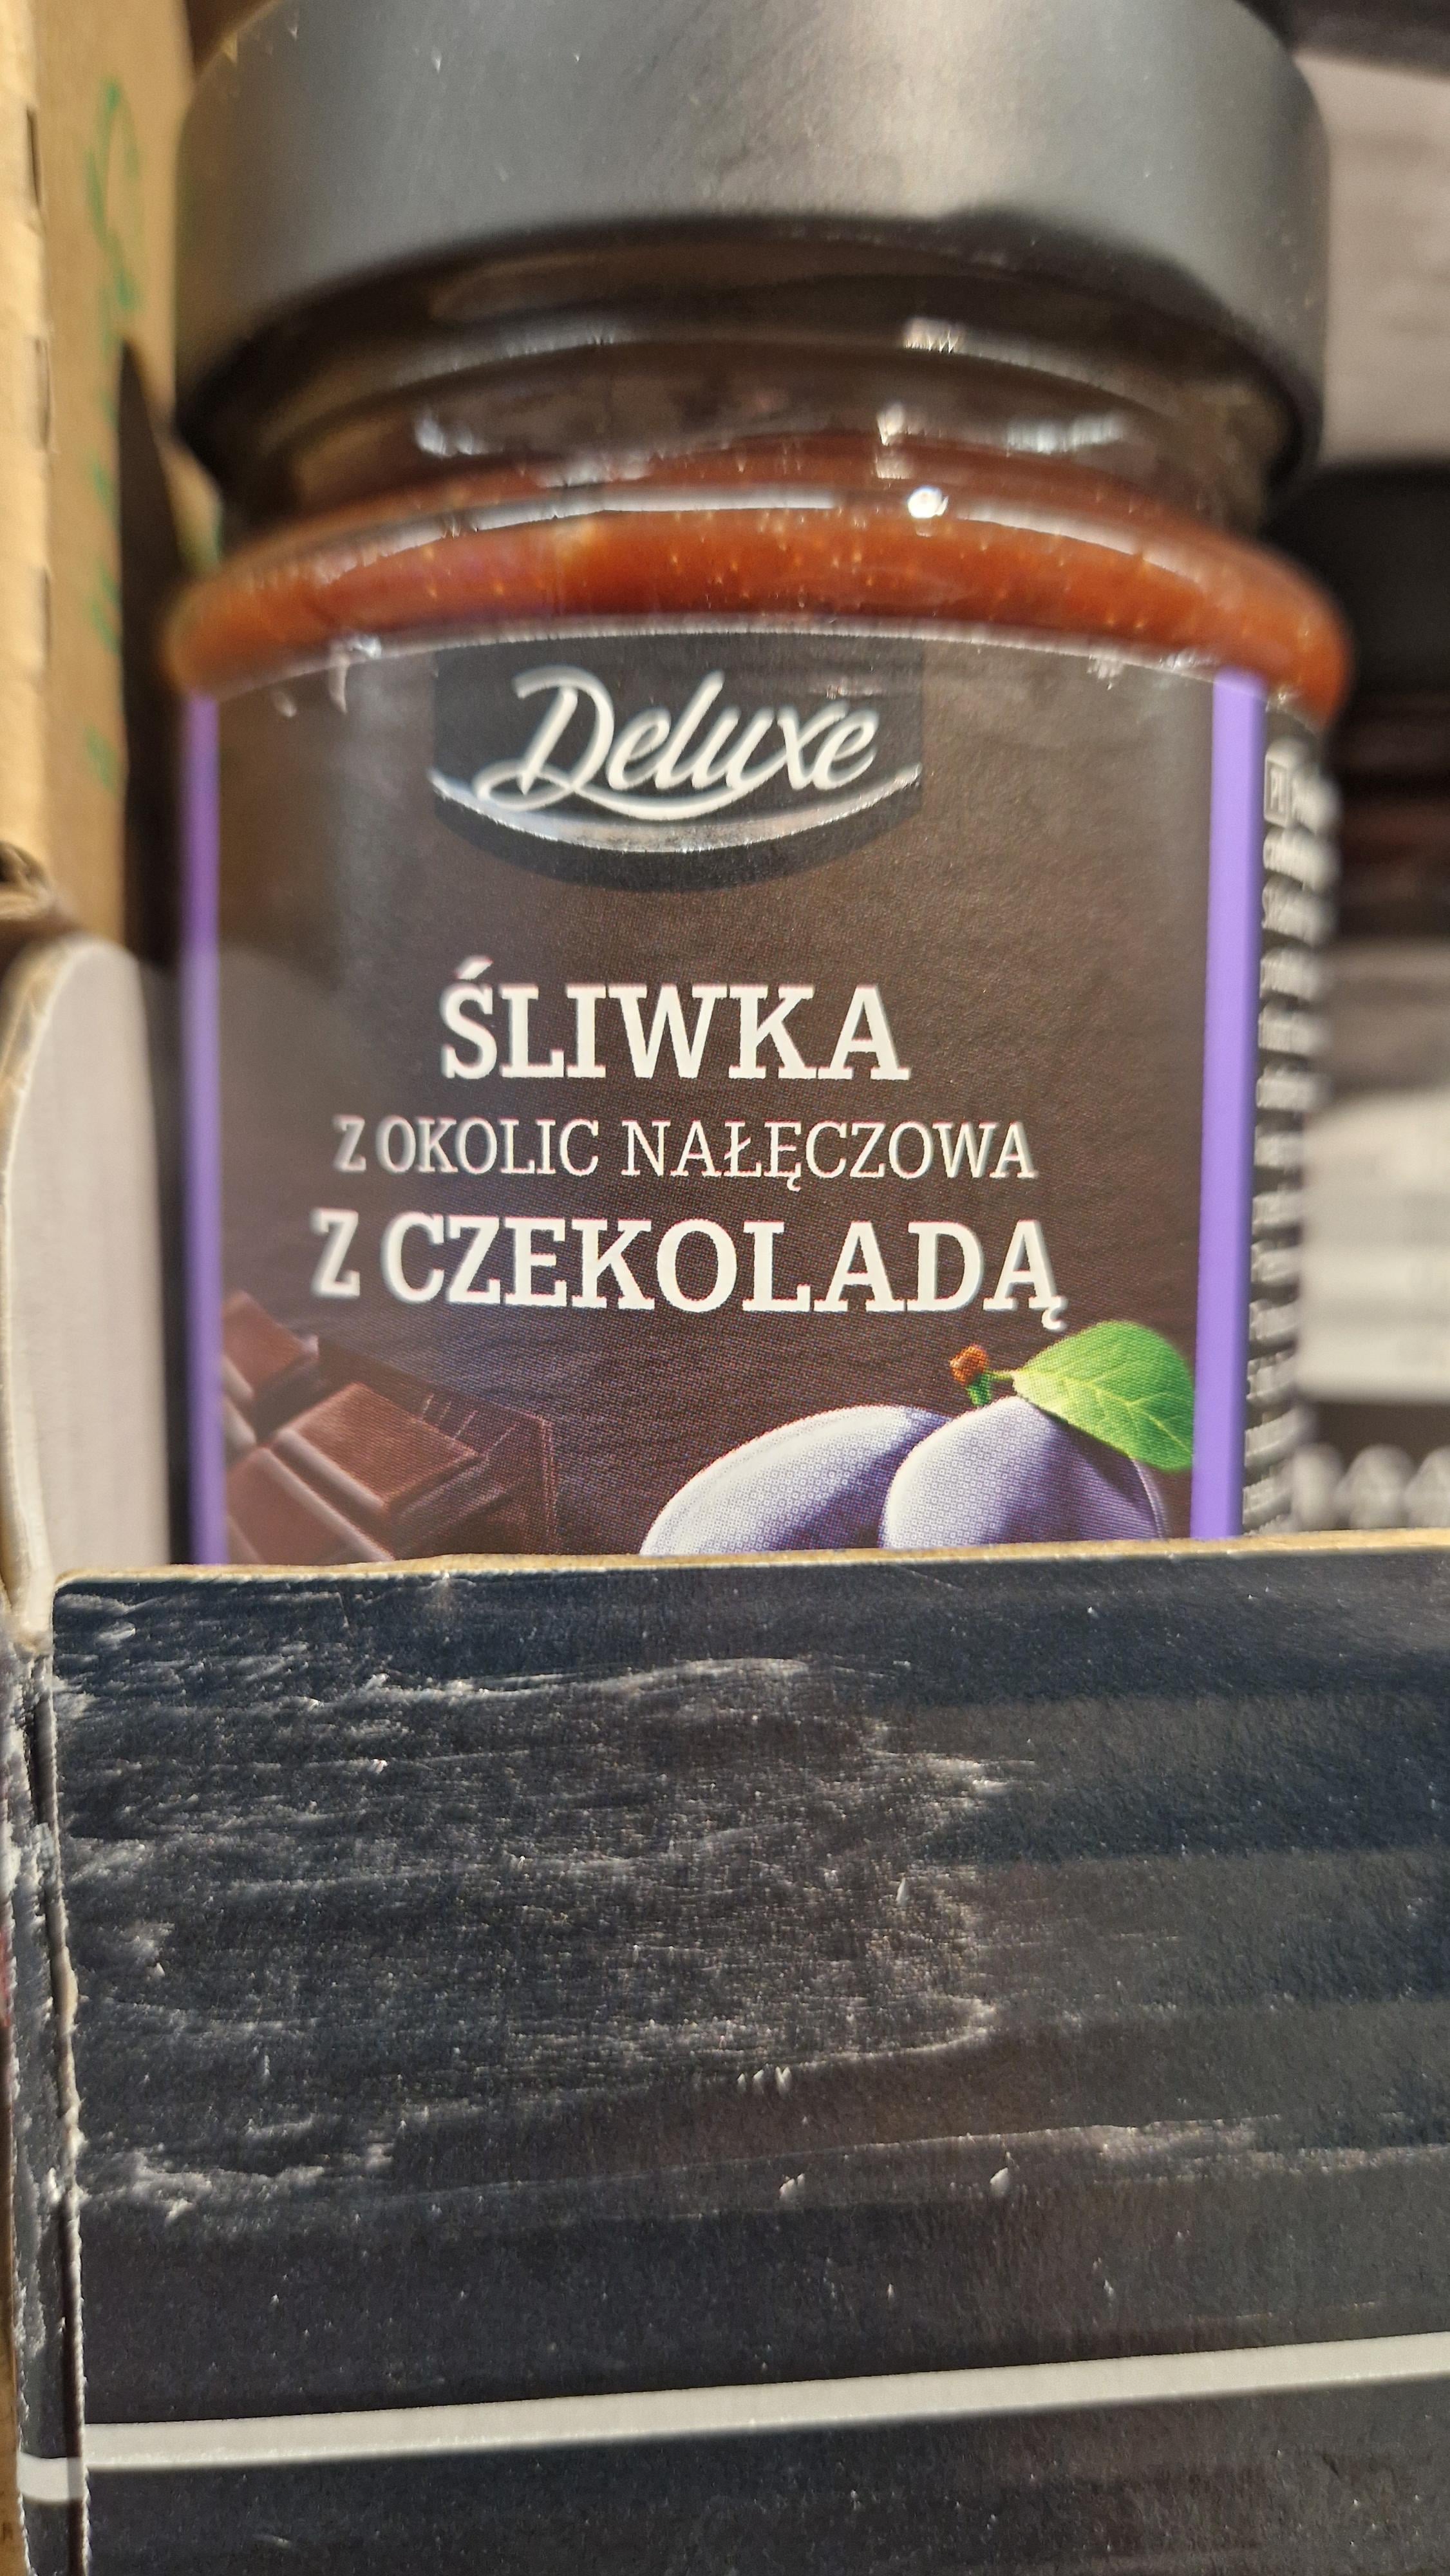 Deluxe
ŚLIWKA
Z OKOLIC NAŁĘCZOWA
Z CZEKOLADĄ